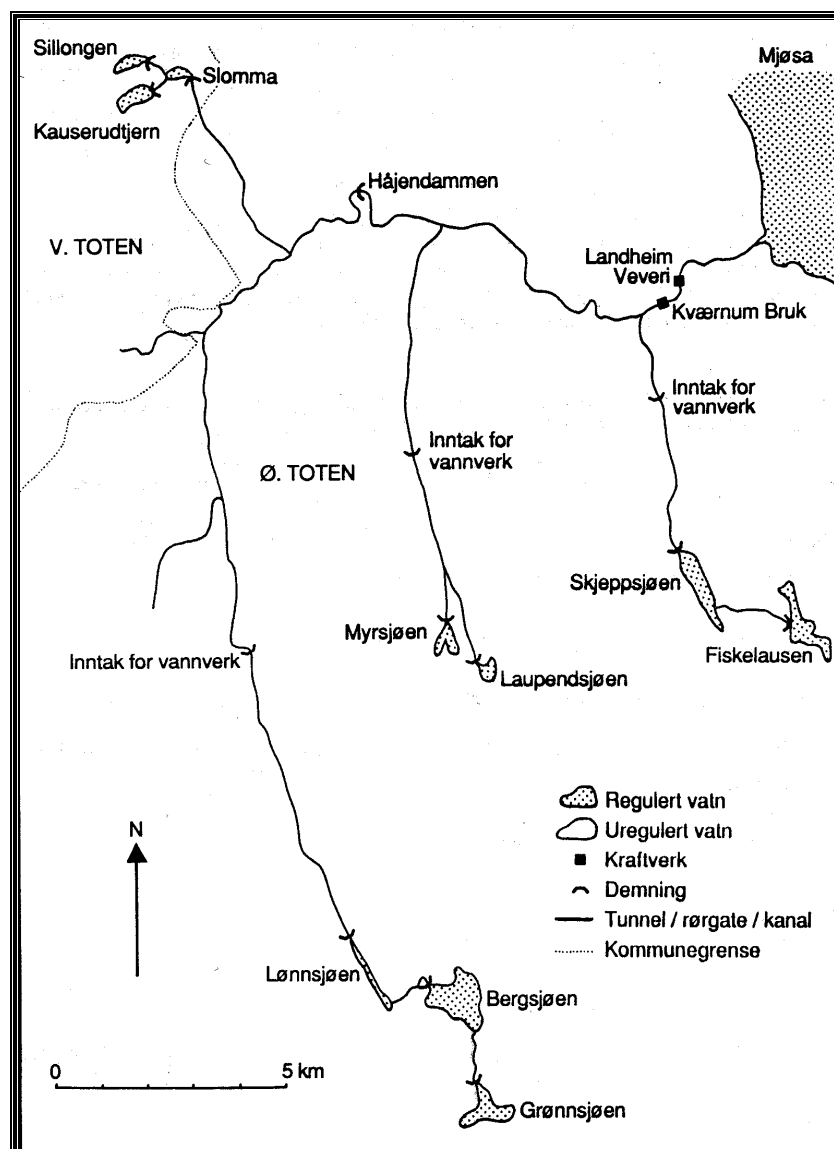 Sillongen
Slomma
Mjøsa
Kauserudtjern
Håjendammen
V. TOTEN
Landheim
Veveri
Kværnum Bruk
Inntak for
vannverk
Inntak for
vannverk
Ø. TOTEN
Skjeppsjøen
Myrsjøen
Inntak for vannverk
Fiskelausen
Laupendsjøen
Regulert vatn
Uregulert vatn
N
Kraftverk
Demning
Tunnel / rørgate / kanal
Kommunegrense
Lønnsjøen
Bergsjøen
0
5 km
Grønnsjøen